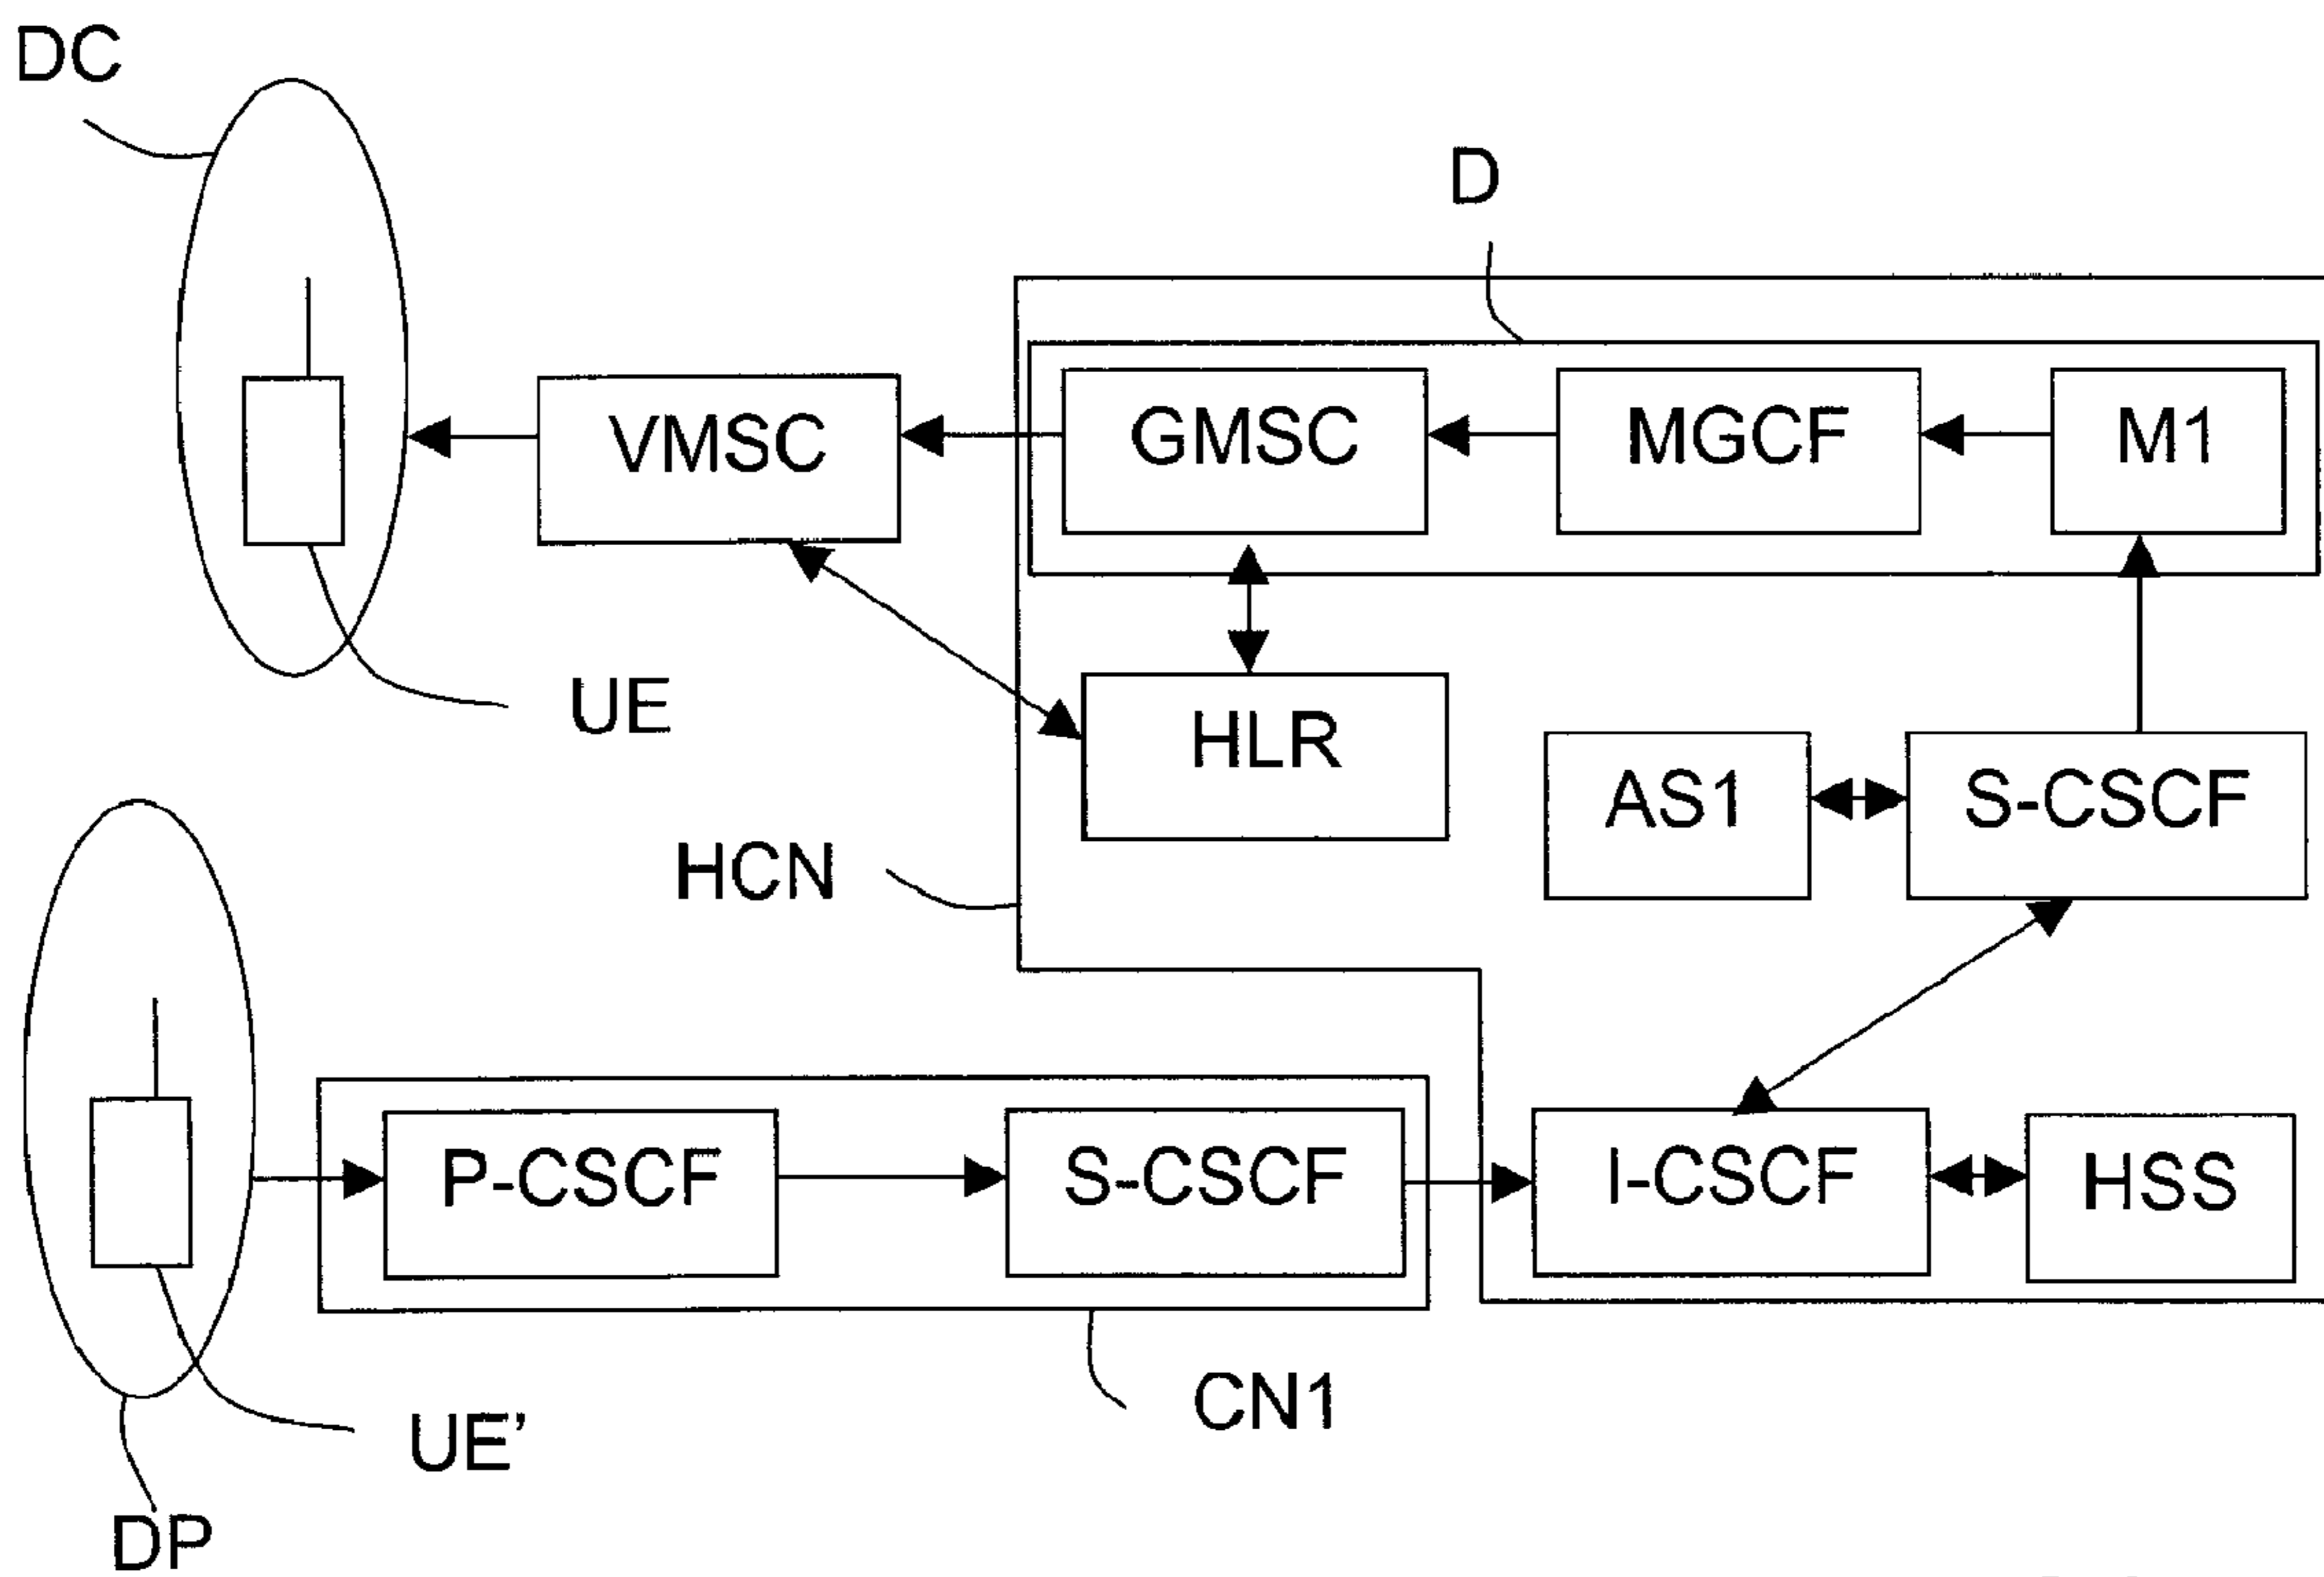 DC
D
VMSC
GMSC
MGCF
M1
UE
HLR
AS1
S-CSCF
HCN
P-CSCF
S-CSCF
I-CSCF
HSS
CN1
UE’
DP